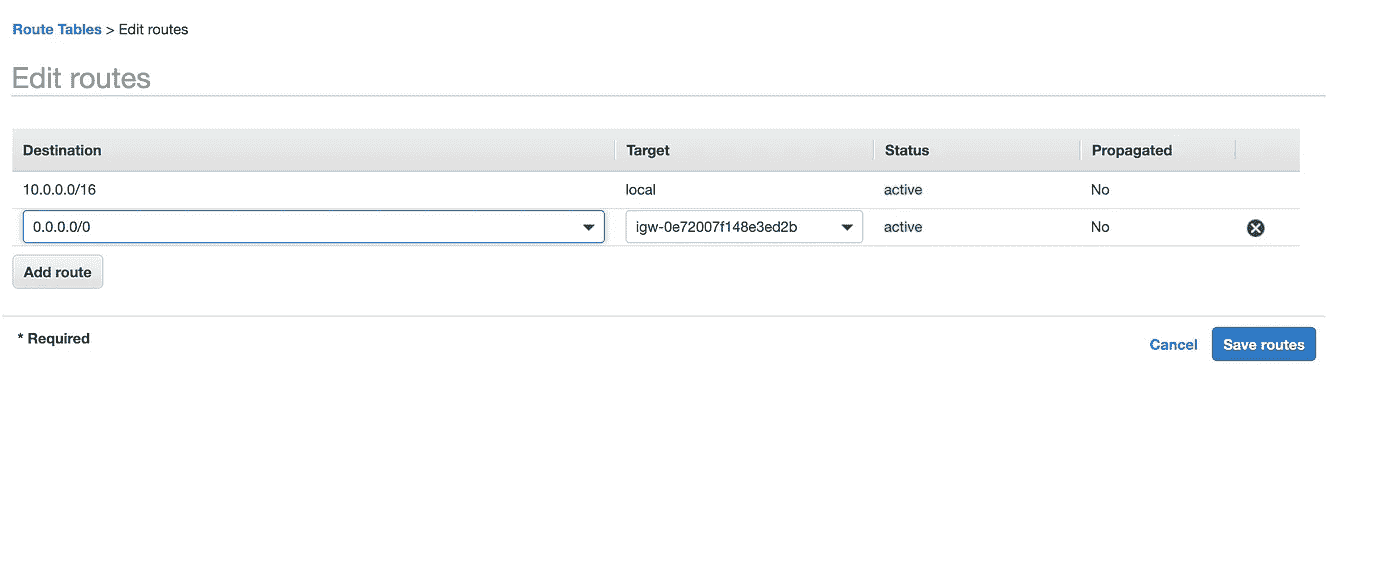 Route Tables > Edit routes
Edit routes
Destination Target Status Propagated
10.0.0.0/16 local active No
0.0.0.0/0 igw-0e72007f148e3ed2b active No
Add route
* Required
Cancel Save routes